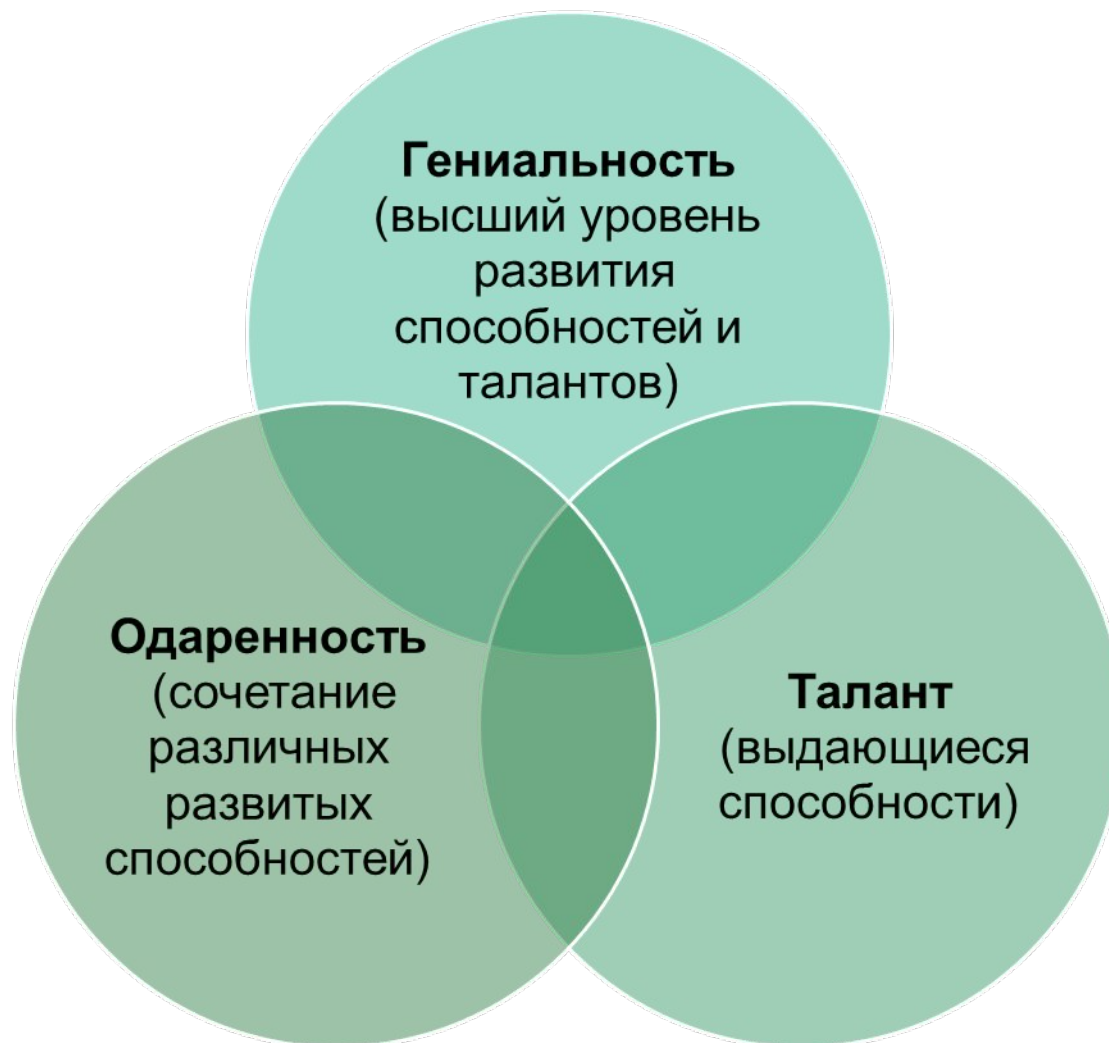 Гениальность
(высший уровень
развития
способностей и
талантов)
Одаренность
(сочетание
различных
развитых
способностей)
Талант
(выдающиеся
способности)